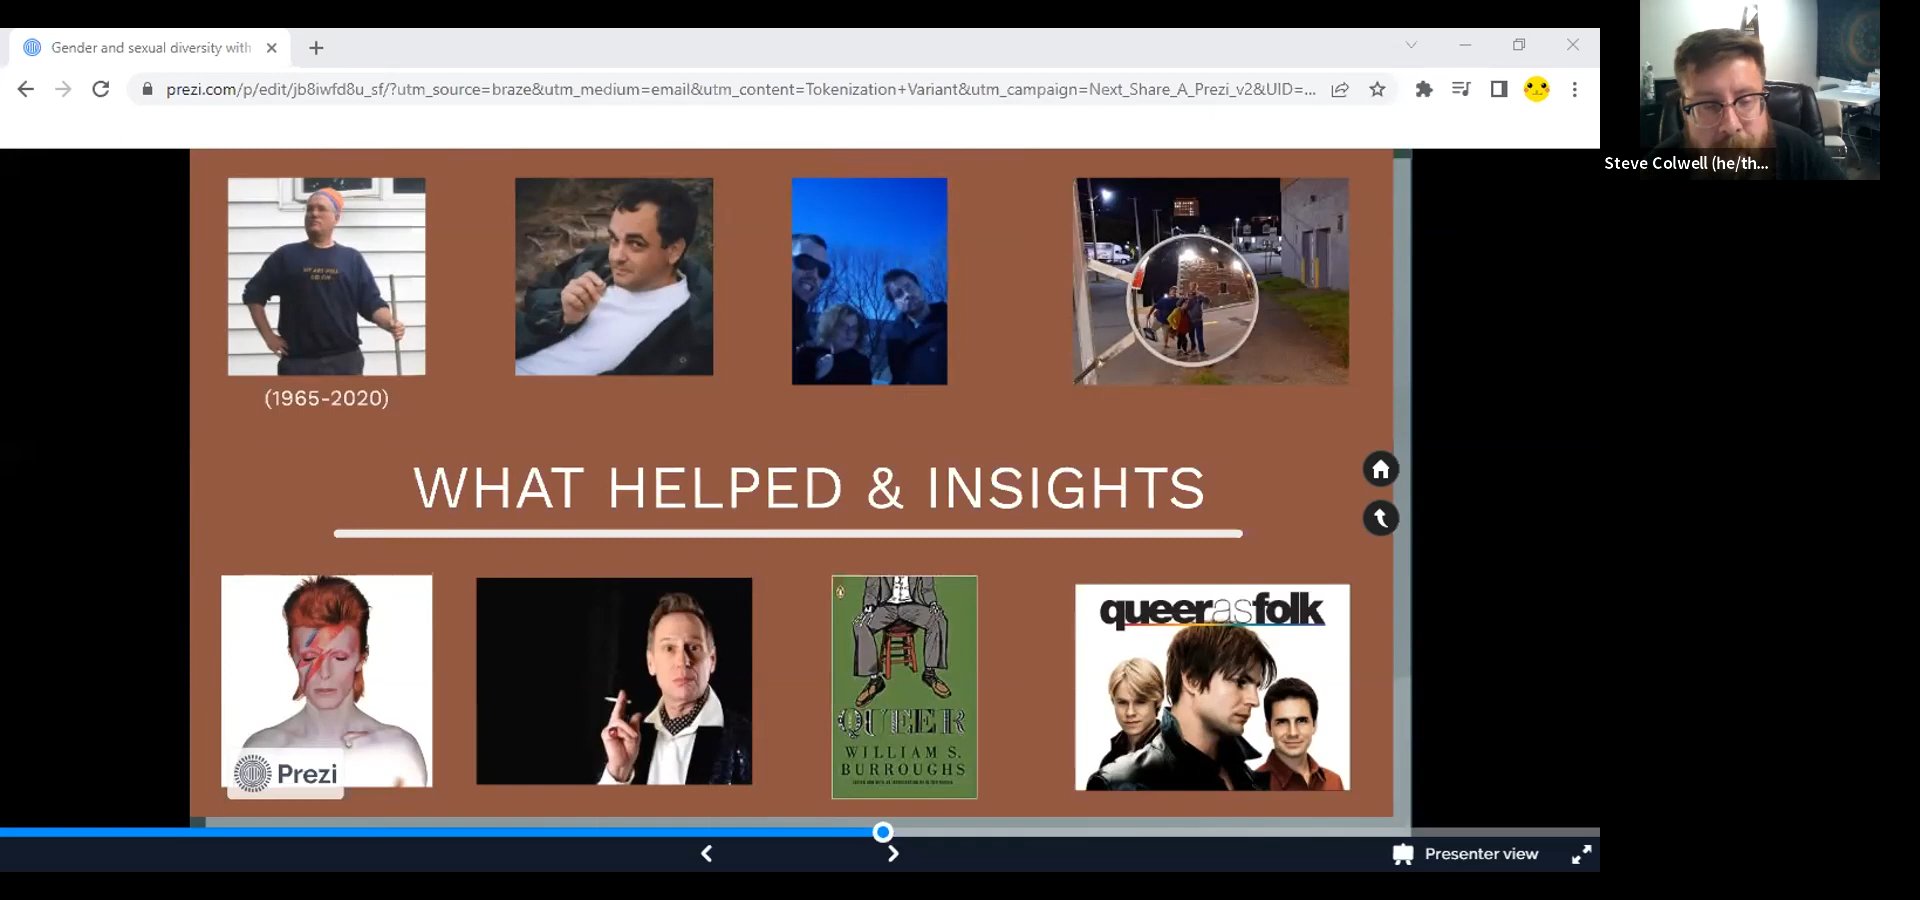 Gender and sexual diversity with
prezi.com/p/edit/jb8iwfd8u_sf/?utm_source=braze&utm_medium=email&utm_content=Tokenization+Variant&utm_campaign=Next_Share_A_Prezi_v2&UID=...
Steve Colwell (he/th...
(1965-2020)
WHAT HELPED & INSIGHTS
Prezi
QUEER
WILLIAM S.
BURROUGHS
queerasfolk
Presenter view